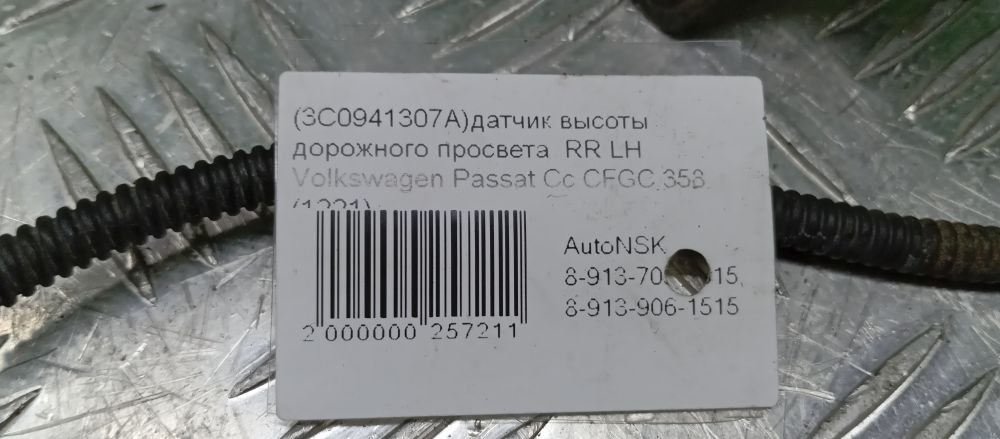 (3C0941307A)датчик высоты
дорожного просвета RR LH
Volkswagen Passat Cc CFGC 358
AutoNSK
8-913-906-1515
2 000000 257211